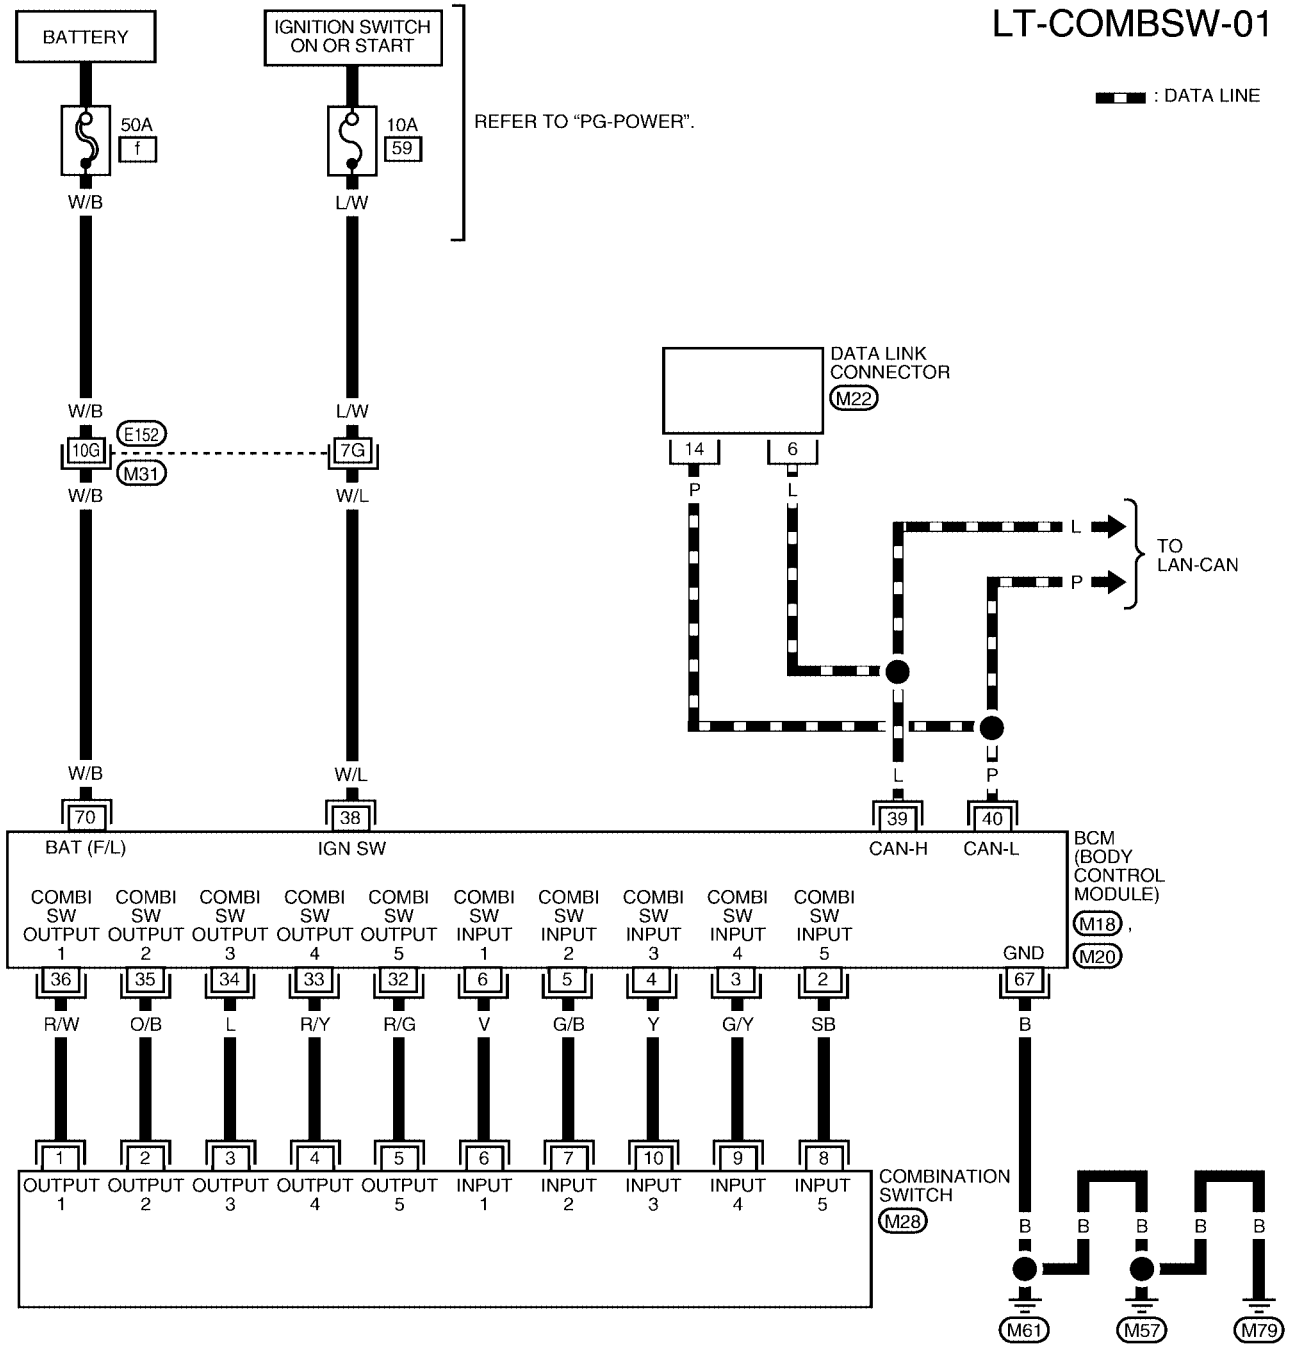 LT-COMBSW-01
BATTERY
IGNITION SWITCH
ON OR START
: DATA LINE
50A
f
10A
59
REFER TO “PG-POWER”.
W/B
L/W
DATA LINK
CONNECTOR
M22
W/B
L/W
E152
10G
7G
M31
14
6
W/B
W/L
P
L
L
TO
LAN-CAN
P
W/B
W/L
L
P
70
38
39
40
BAT (F/L)
IGN SW
CAN-H
CAN-L
BCM
(BODY
CONTROL
MODULE)
M18 ,
M20
COMBI COMBI COMBI COMBI COMBI COMBI COMBI COMBI COMBI COMBI
SW SW SW SW SW SW SW SW SW SW
OUTPUT OUTPUT OUTPUT OUTPUT OUTPUT INPUT INPUT INPUT INPUT INPUT
1 2 3 4 5 1 2 3 4 5 GND
36 35 34 33 32 6 5 4 3 2 67
R/W O/B L R/Y R/G V G/B Y G/Y SB B
1 2 3 4 5 6 7 10 9 8
OUTPUT OUTPUT OUTPUT OUTPUT OUTPUT INPUT INPUT INPUT INPUT INPUT
1 2 3 4 5 1 2 3 4 5
COMBINATION
SWITCH
M28
B B B B B
M61 M57 M79